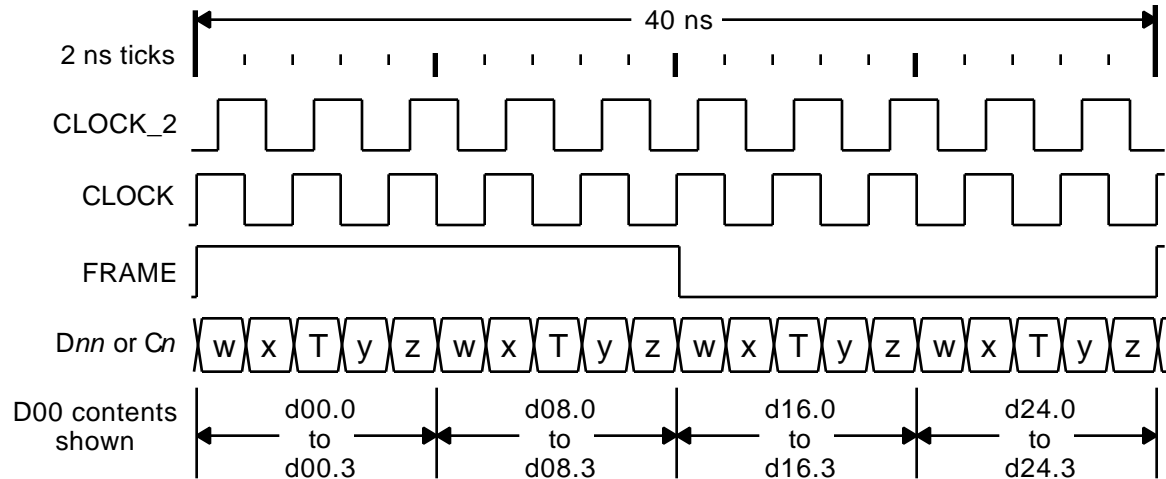 40 ns
2 ns ticks
CLOCK_2
CLOCK
FRAME
Dnn or Cn
w x T y z w x T y z w x T y z w x T y z
D00 contents
shown
d00.0 d08.0 d16.0 d24.0
to to to to
d00.3 d08.3 d16.3 d24.3